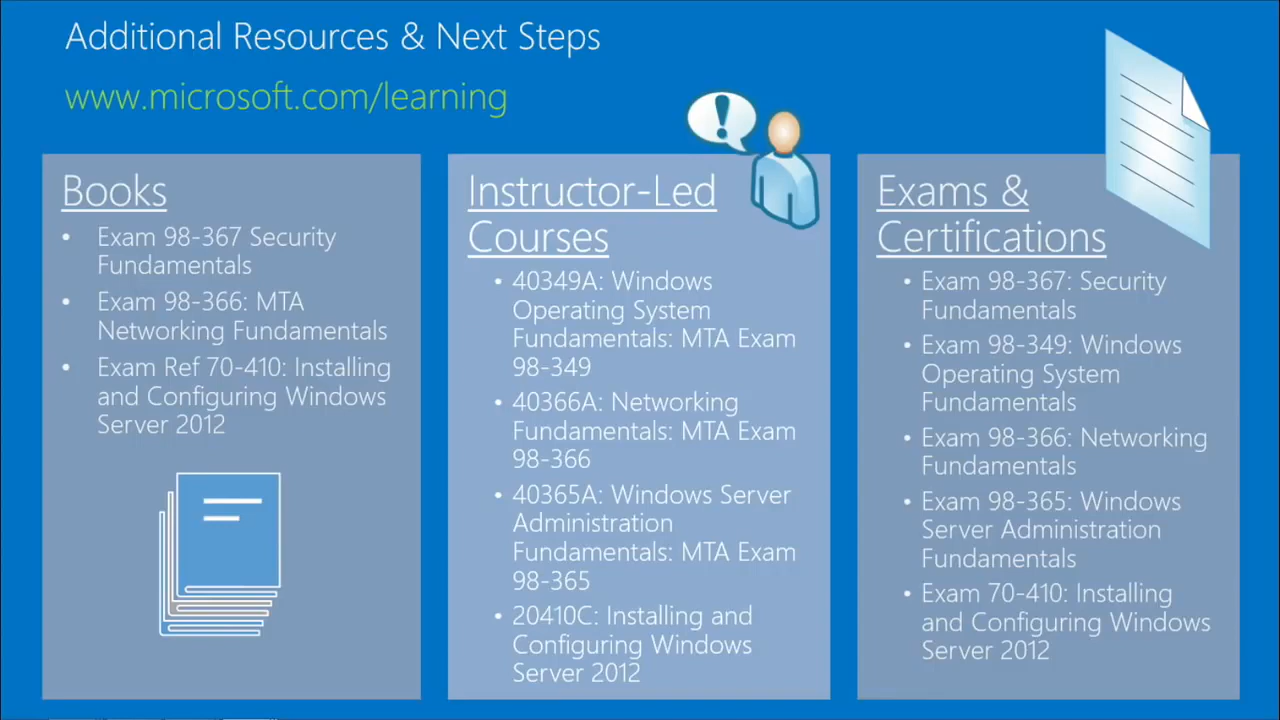 Additional Resources & Next Steps
www.microsoft.com/learning
Books
• Exam 98-367 Security
Fundamentals
• Exam 98-366: MTA
Networking Fundamentals
• Exam Ref 70-410: Installing
and Configuring Windows
Server 2012
!
Instructor-Led
Courses
• 40349A: Windows
Operating System
Fundamentals: MTA Exam
98-349
• 40366A: Networking
Fundamentals: MTA Exam
98-366
• 40365A: Windows Server
Administration
Fundamentals: MTA Exam
98-365
• 20410C: Installing and
Configuring Windows
Server 2012
Exams &
Certifications
• Exam 98-367: Security
Fundamentals
• Exam 98-349: Windows
Operating System
Fundamentals
• Exam 98-366: Networking
Fundamentals
• Exam 98-365: Windows
Server Administration
Fundamentals
• Exam 70-410: Installing
and Configuring Windows
Server 2012